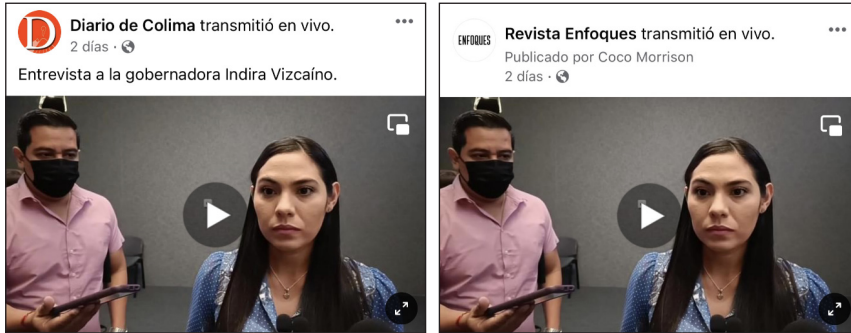 Diario de Colima transmitió en vivo.
2 días
Entrevista a la gobernadora Indira Vizcaíno.
ENFOQUES
Revista Enfoques transmitió en vivo.
Publicado por Coco Morrison
2 días